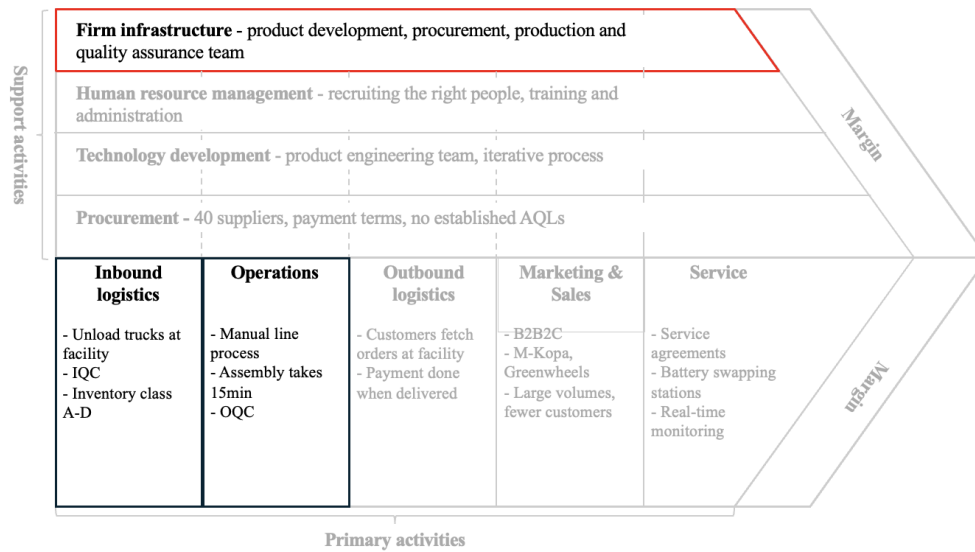 Firm infrastructure - product development, procurement, production and
quality assurance team
Support activities
Human resource management - recruiting the right people, training and
administration
Technology development - product engineering team, iterative process
Procurement - 40 suppliers, payment terms, no established AQLs
Margin
Inbound
logistics
- Unload trucks at
facility
- IQC
- Inventory class
A-D
Operations
- Manual line
process
- Assembly takes
15min
- OQC
Outbound
logistics
- Customers fetch
orders at facility
- Payment done
when delivered
Marketing &
Sales
- B2B2C
- M-Kopa,
Greenwheels
- Large volumes,
fewer customers
Service
- Service
agreements
- Battery swapping
stations
- Real-time
monitoring
Margin
Primary activities